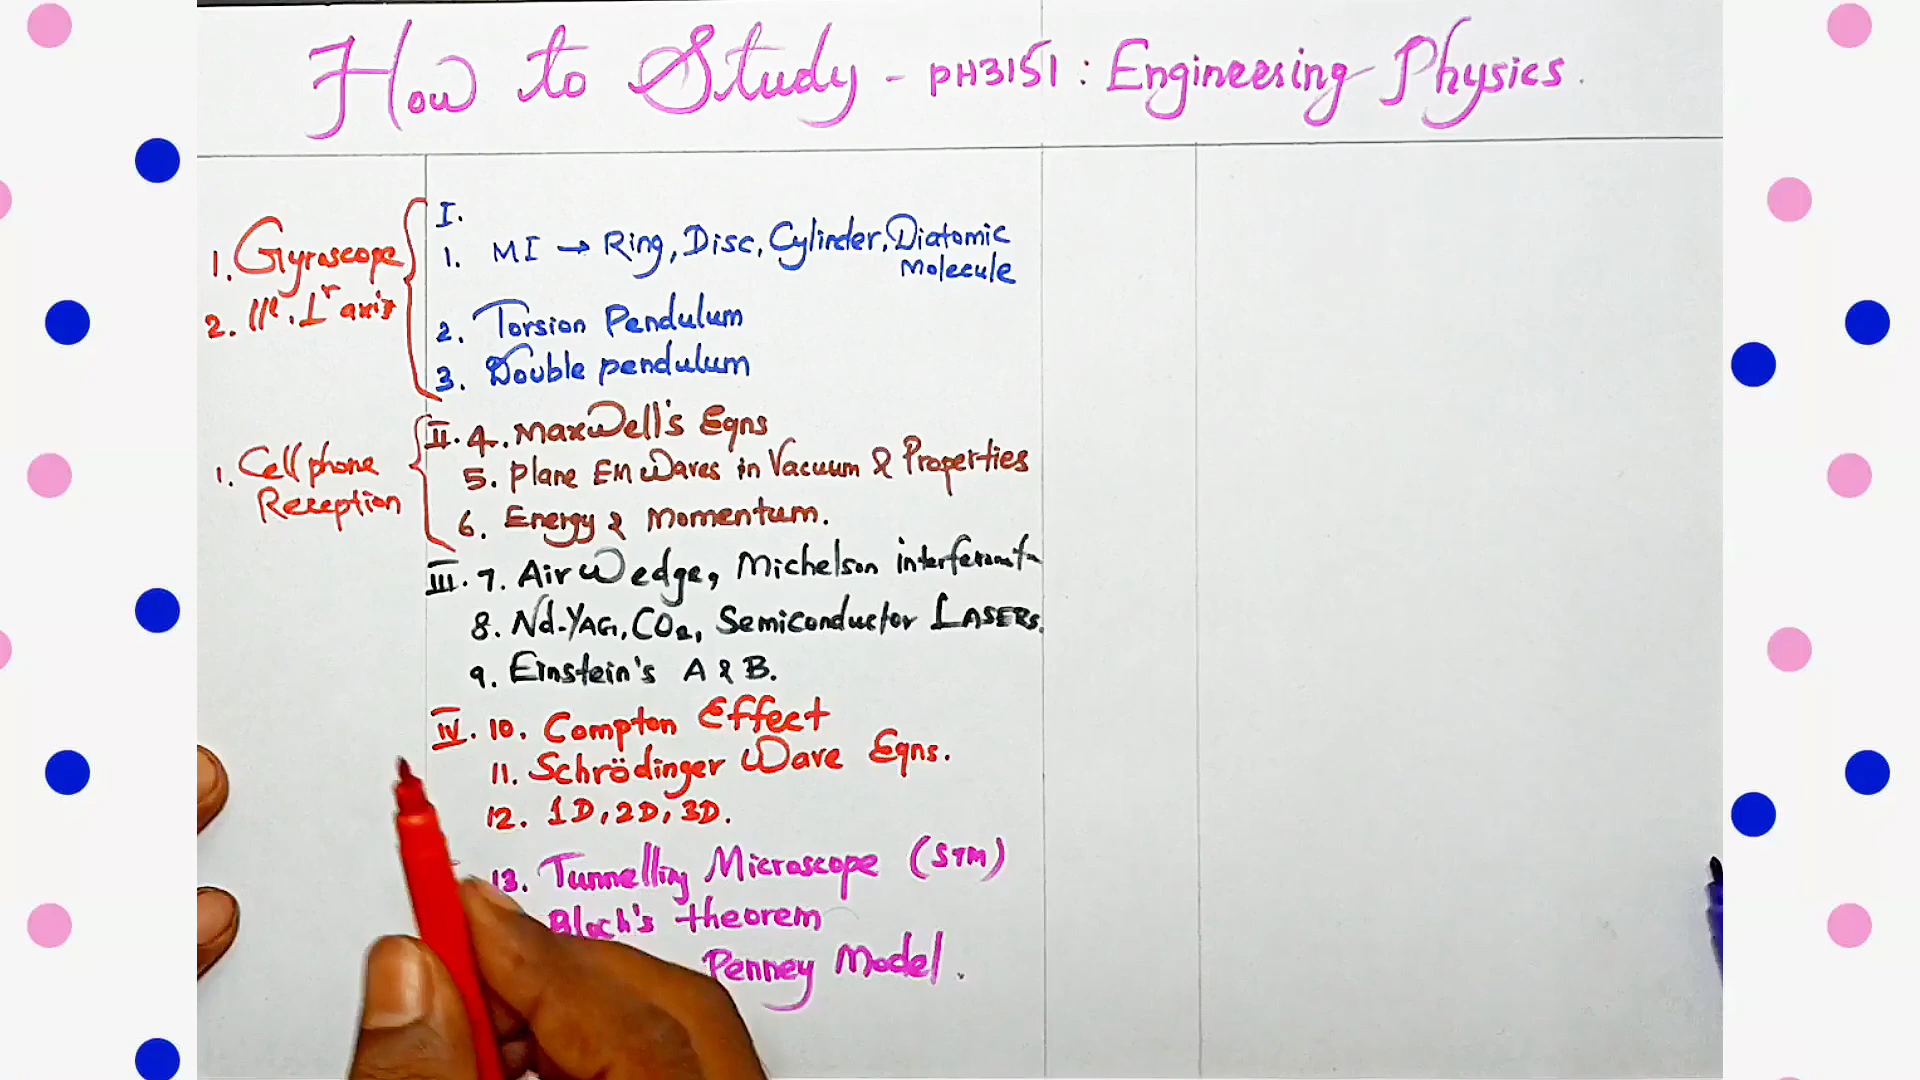 How to Study - PH3151 : Engineering Physics.
1. Gyroscope
2. 11el. ⊥r axis
I.
1. MI → Ring, Disc, Cylinder, Diatomic
Molecule
2. Torsion Pendulum
3. Double pendulum
1. Cell phone
Reception
II. 4. Maxwell's Eqns
5. Plane EM Waves in Vacuum & Properties
6. Energy & Momentum.
III. 7. Air Wedge, Michelson
8. Nd-YAG, CO2, Semiconductor LASERs.
9. Einstein's A & B.
IV. 10. Compton Effect
11. Schrödinger Wave Eqns.
12. 1D, 2D, 3D.
13. Tunnelling Microscope (STM)
Bloch's theorem
Penney Model.